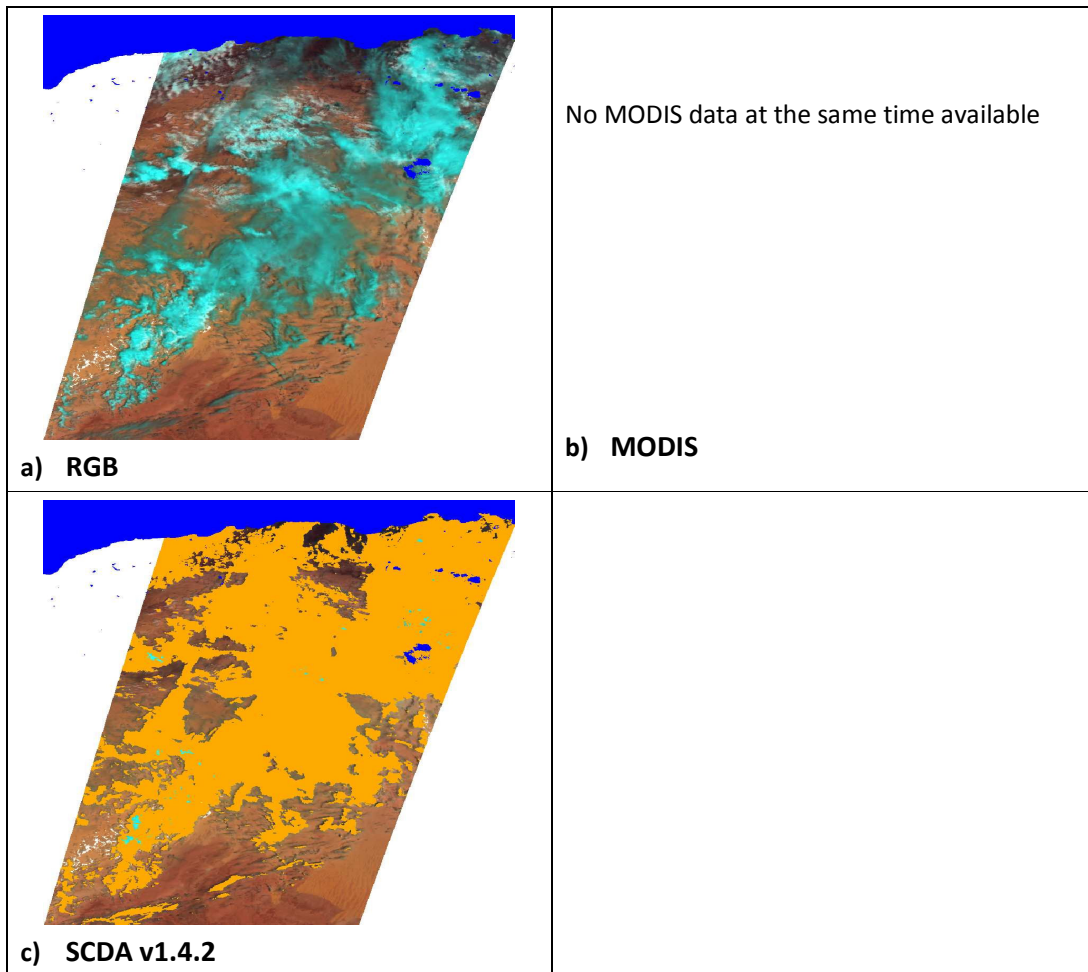 No MODIS data at the same time available
a) RGB
b) MODIS
c) SCDA v1.4.2